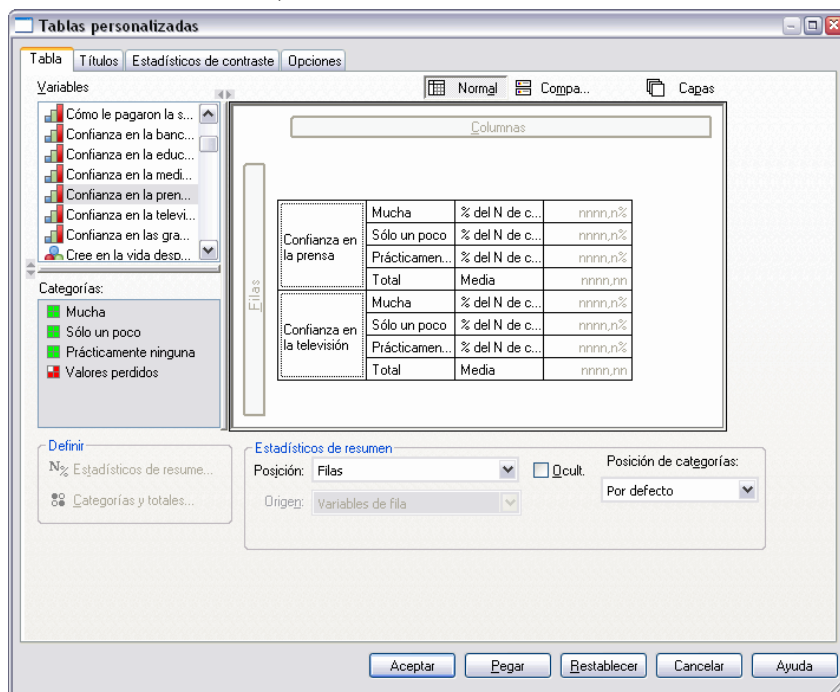 Tablas personalizadas
Tabla Títulos Estadísticos de contraste Opciones
Variables
Normal Compa... Capas
Cómo le pagaron la s...
Confianza en la banc...
Confianza en la educ...
Confianza en la medi...
Confianza en la pren...
Confianza en la televi...
Confianza en las gra...
Cree en la vida desp...
Categorías:
Mucha
Sólo un poco
Prácticamente ninguna
Valores perdidos
Columnas
Filas
Confianza en la prensa
Mucha % del N de c... nnnn,n%
Sólo un poco % del N de c... nnnn,n%
Prácticamen... % del N de c... nnnn,n%
Total Media nnnn,nn
Confianza en la televisión
Mucha % del N de c... nnnn,n%
Sólo un poco % del N de c... nnnn,n%
Prácticamen... % del N de c... nnnn,n%
Total Media nnnn,nn
Definir
N% Estadísticos de resume...
Categorías y totales...
Estadísticos de resumen
Posición: Filas
Ocult.
Origen: Variables de fila
Posición de categorías:
Por defecto
Aceptar Pegar Restablecer Cancelar Ayuda